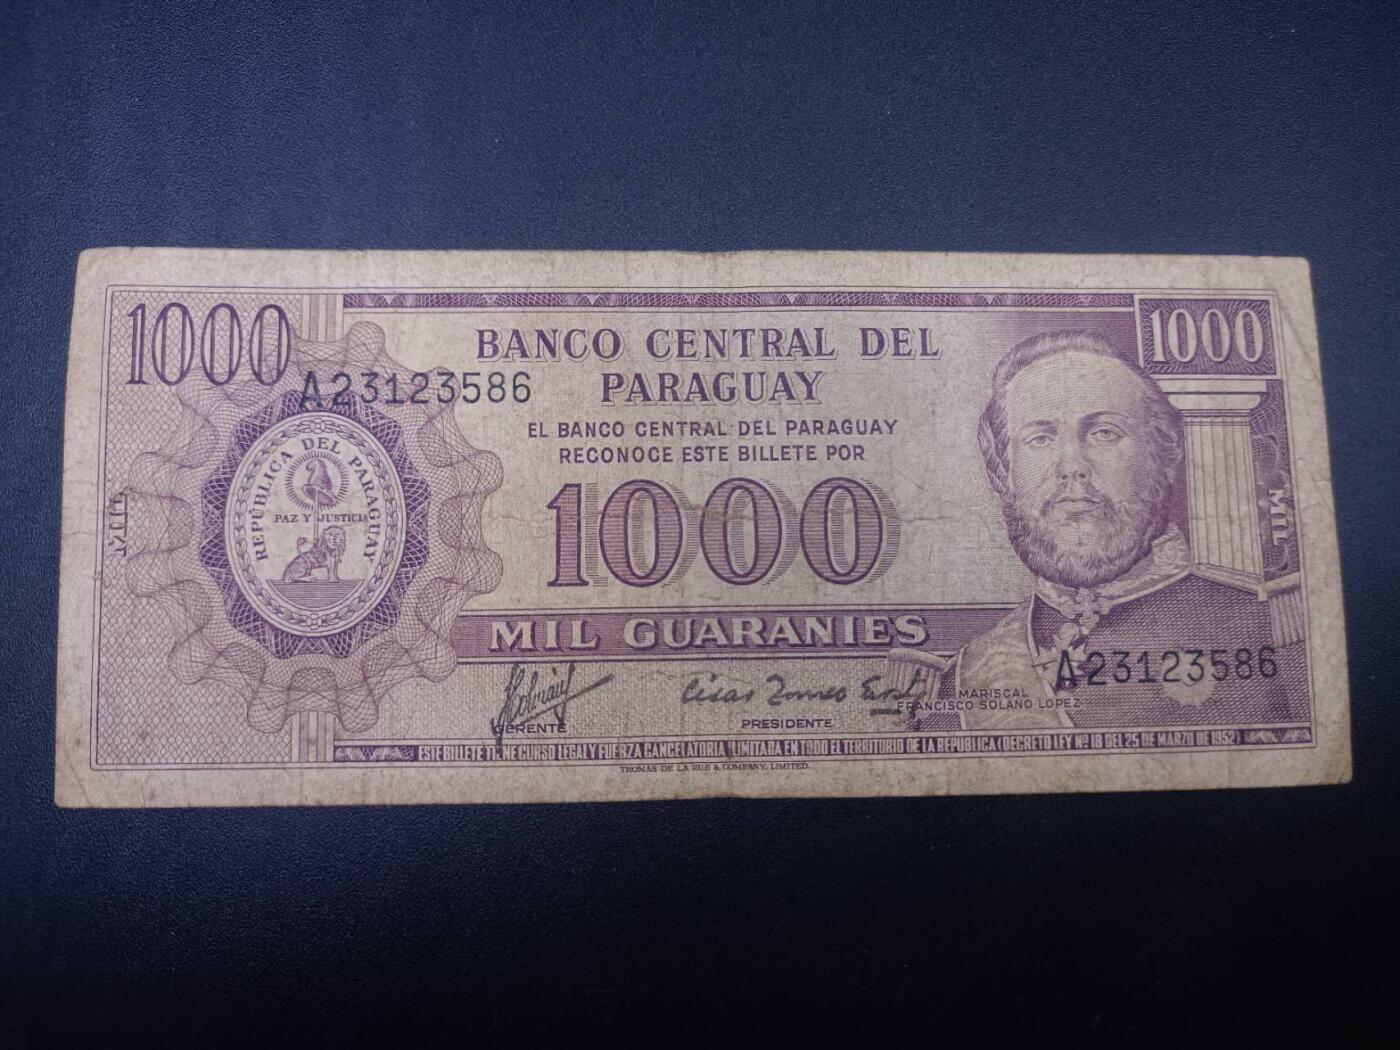 1000
1000
BANCO CENTRAL DEL
PARAGUAY
A23123586
EL BANCO CENTRAL DEL PARAGUAY
RECONOCE ESTE BILLETE POR
REPÚBLICA DEL PARAGUAY
PAZ Y JUSTICIA
1000
MIL
MIL
MIL GUARANIES
A23123586
GERENTE
PRESIDENTE
MARISCAL
FRANCISCO SOLANO LOPEZ
ESTE BILLETE TIENE CURSO LEGAL Y FUERZA CANCELATORIA ILIMITADA EN TODO EL TERRITORIO DE LA REPUBLICA (DECRETO LEY Nº 18 DEL 25 DE MARZO DE 1952)
THOMAS DE LA RUE & COMPANY, LIMITED.